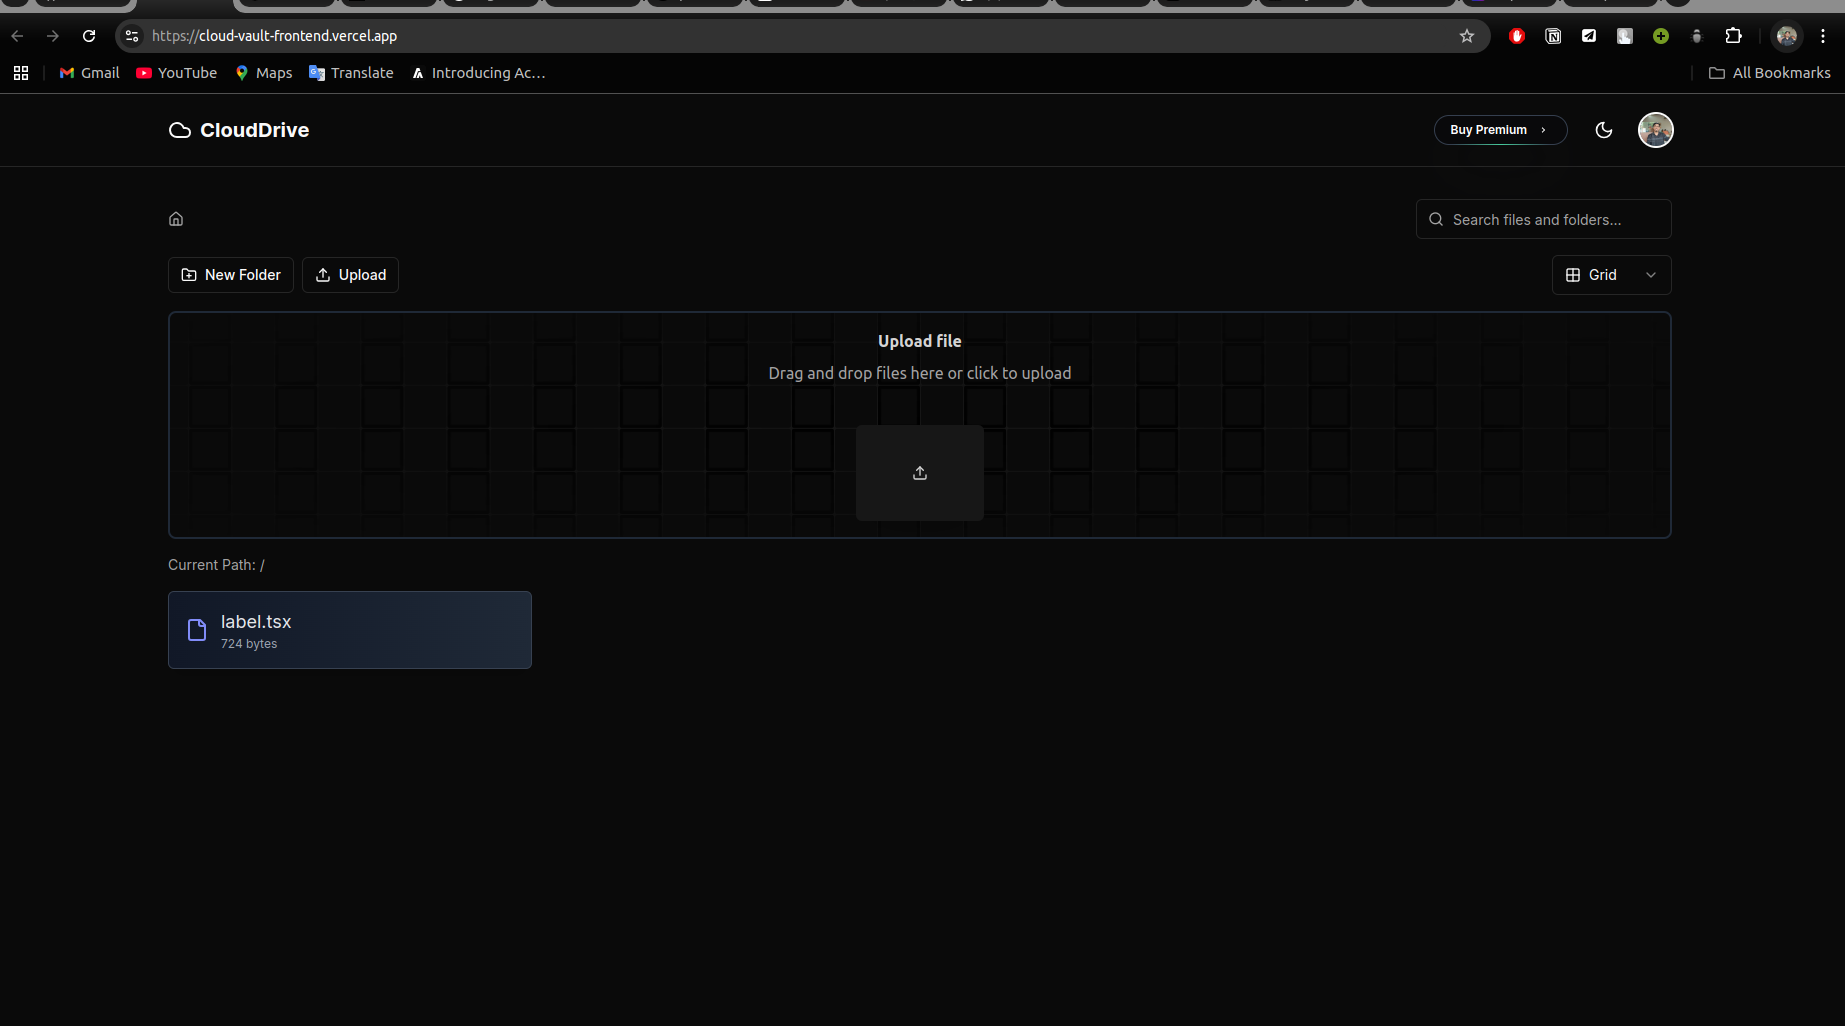 https://cloud-vault-frontend.vercel.app
Gmail YouTube Maps Translate Introducing Ac... All Bookmarks
CloudDrive Buy Premium
Search files and folders...
New Folder Upload Grid
Upload file
Drag and drop files here or click to upload
Current Path: /
label.tsx
724 bytes